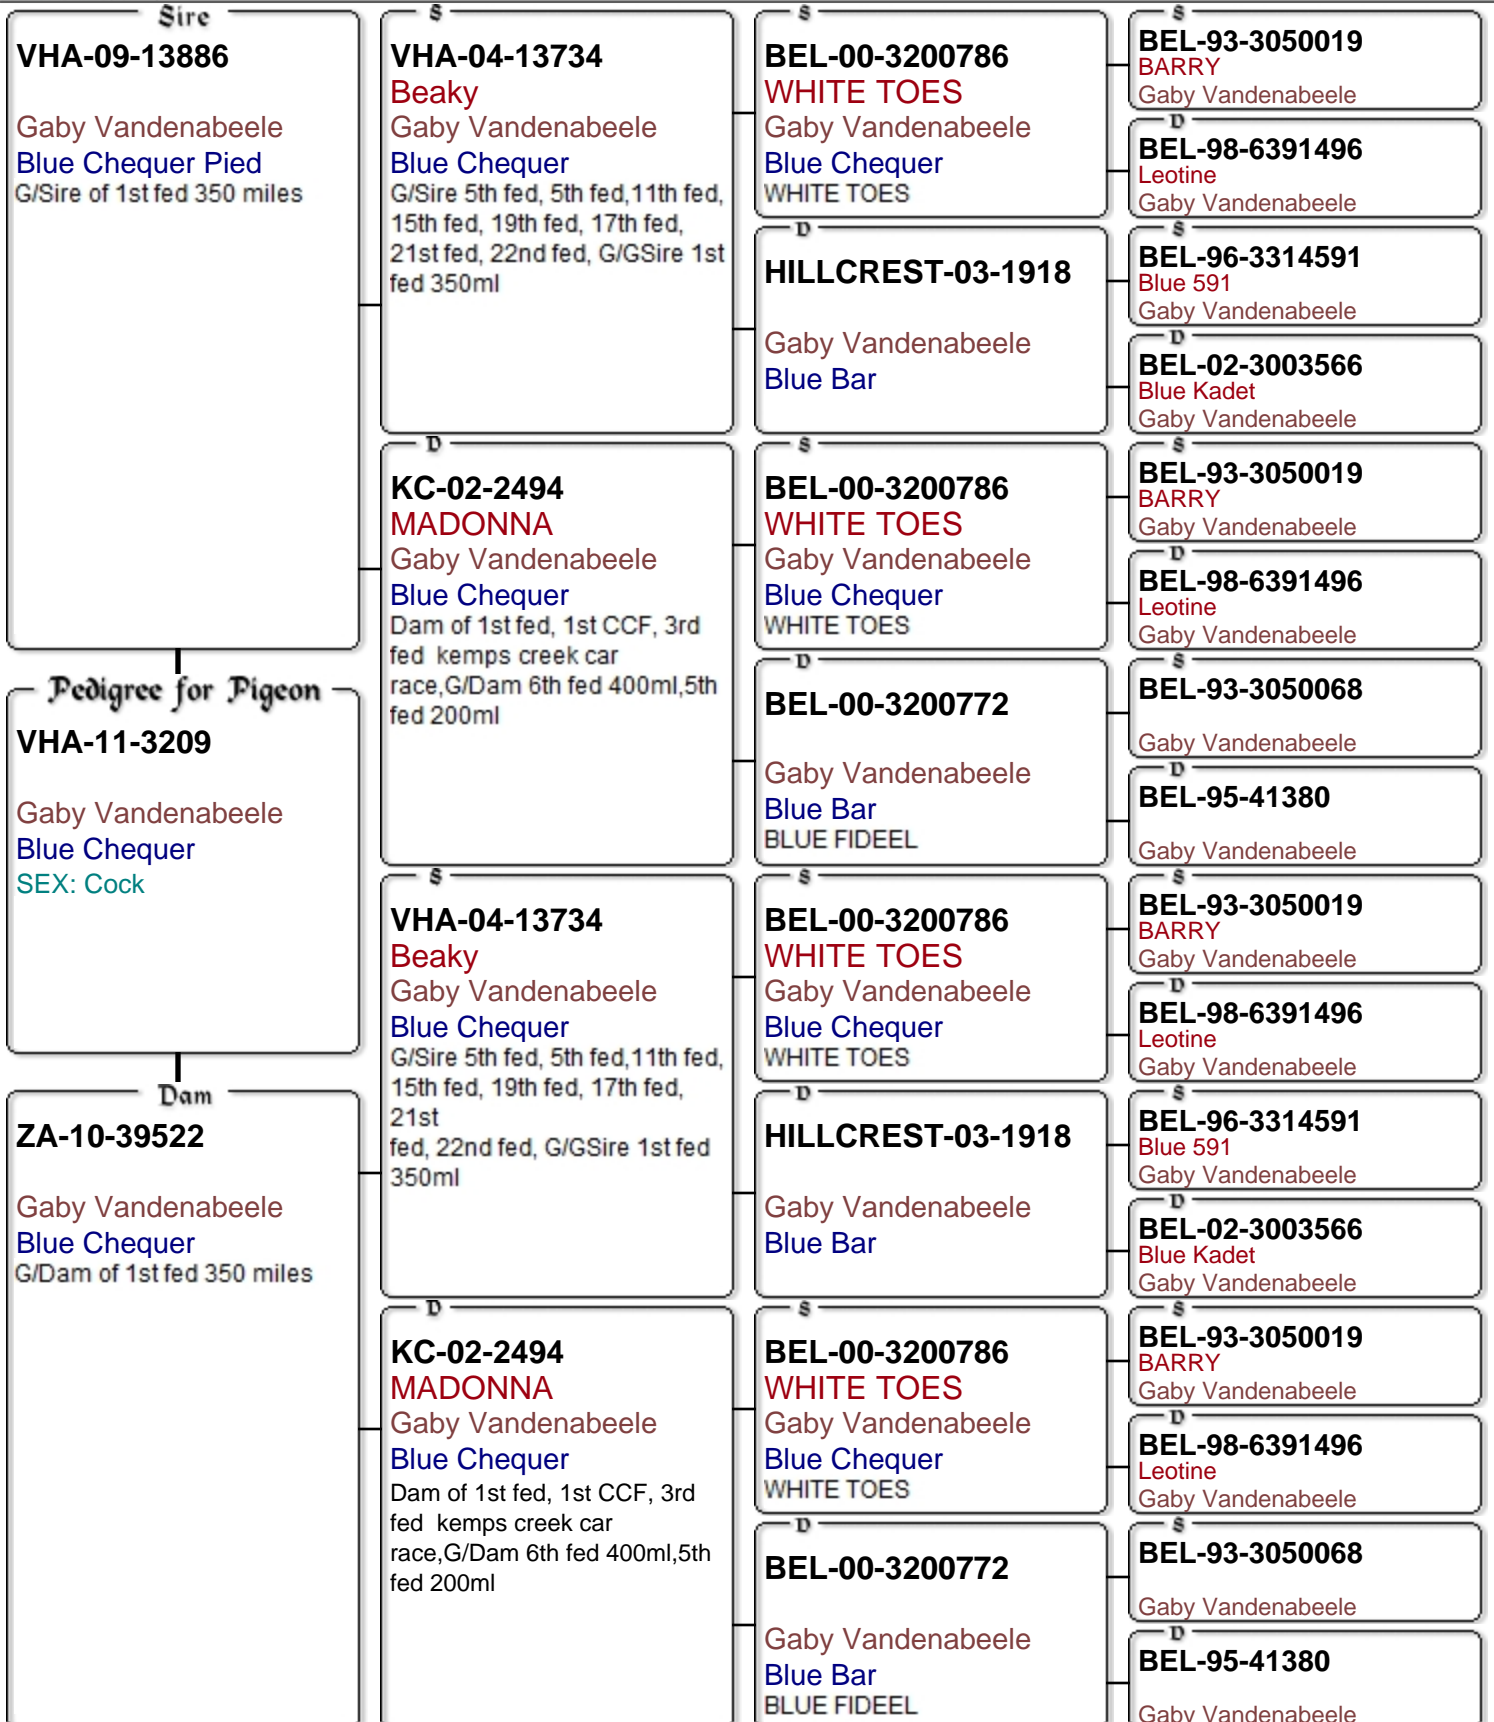 Sire
VHA-09-13886
Gaby Vandenabeele
Blue Chequer Pied
G/Sire of 1st fed 350 miles
Pedigree for Pigeon
VHA-11-3209
Gaby Vandenabeele
Blue Chequer
SEX: Cock
Dam
ZA-10-39522
Gaby Vandenabeele
Blue Chequer
G/Dam of 1st fed 350 miles
S
VHA-04-13734
Beaky
Gaby Vandenabeele
Blue Chequer
G/Sire 5th fed, 5th fed,11th fed,
15th fed, 19th fed, 17th fed,
21st fed, 22nd fed, G/GSire 1st
fed 350ml
D
KC-02-2494
MADONNA
Gaby Vandenabeele
Blue Chequer
Dam of 1st fed, 1st CCF, 3rd
fed kemps creek car
race,G/Dam 6th fed 400ml,5th
fed 200ml
S
VHA-04-13734
Beaky
Gaby Vandenabeele
Blue Chequer
G/Sire 5th fed, 5th fed,11th fed,
15th fed, 19th fed, 17th fed,
21st
fed, 22nd fed, G/GSire 1st fed
350ml
D
KC-02-2494
MADONNA
Gaby Vandenabeele
Blue Chequer
Dam of 1st fed, 1st CCF, 3rd
fed kemps creek car
race,G/Dam 6th fed 400ml,5th
fed 200ml
S
BEL-00-3200786
WHITE TOES
Gaby Vandenabeele
Blue Chequer
WHITE TOES
D
HILLCREST-03-1918
Gaby Vandenabeele
Blue Bar
S
BEL-00-3200786
WHITE TOES
Gaby Vandenabeele
Blue Chequer
WHITE TOES
D
BEL-00-3200772
Gaby Vandenabeele
Blue Bar
BLUE FIDEEL
S
BEL-00-3200786
WHITE TOES
Gaby Vandenabeele
Blue Chequer
WHITE TOES
D
HILLCREST-03-1918
Gaby Vandenabeele
Blue Bar
S
BEL-00-3200786
WHITE TOES
Gaby Vandenabeele
Blue Chequer
WHITE TOES
D
BEL-00-3200772
Gaby Vandenabeele
Blue Bar
BLUE FIDEEL
S
BEL-93-3050019
BARRY
Gaby Vandenabeele
D
BEL-98-6391496
Leotine
Gaby Vandenabeele
S
BEL-96-3314591
Blue 591
Gaby Vandenabeele
D
BEL-02-3003566
Blue Kadet
Gaby Vandenabeele
S
BEL-93-3050019
BARRY
Gaby Vandenabeele
D
BEL-98-6391496
Leotine
Gaby Vandenabeele
S
BEL-93-3050068
Gaby Vandenabeele
D
BEL-95-41380
Gaby Vandenabeele
S
BEL-93-3050019
BARRY
Gaby Vandenabeele
D
BEL-98-6391496
Leotine
Gaby Vandenabeele
S
BEL-96-3314591
Blue 591
Gaby Vandenabeele
D
BEL-02-3003566
Blue Kadet
Gaby Vandenabeele
S
BEL-93-3050019
BARRY
Gaby Vandenabeele
D
BEL-98-6391496
Leotine
Gaby Vandenabeele
S
BEL-93-3050068
Gaby Vandenabeele
D
BEL-95-41380
Gaby Vandenabeele